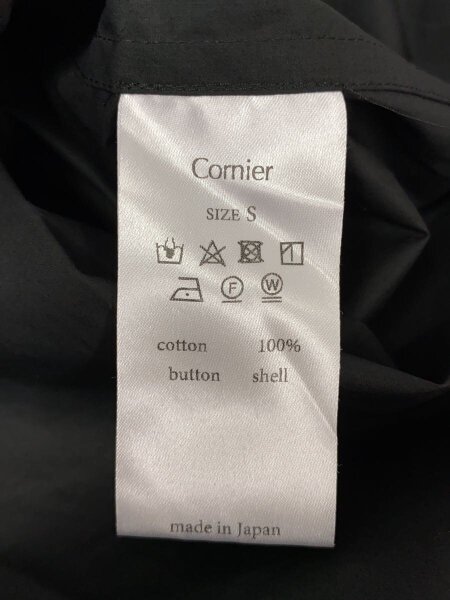 Cornier
SIZE S
F W
cotton 100%
button shell
made in Japan